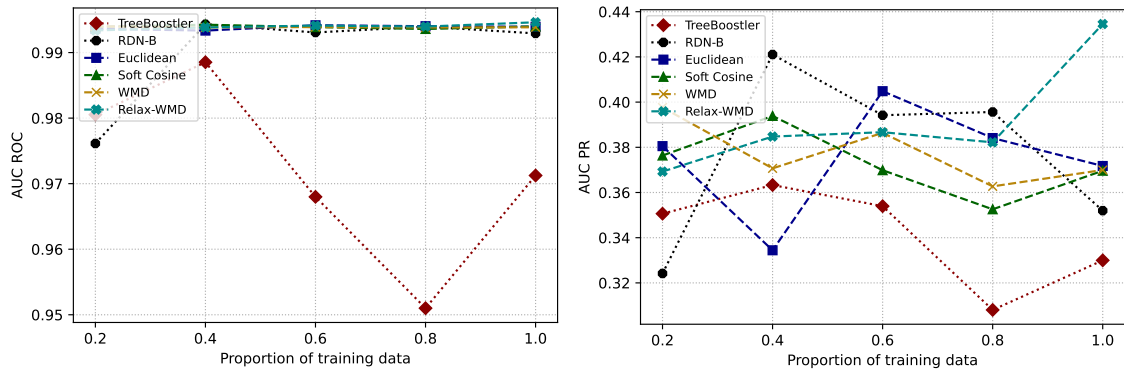 AUC ROC
0.99
0.98
0.97
0.96
0.95
TreeBoostler
RDN-B
Euclidean
Soft Cosine
WMD
Relax-WMD
0.2
0.4
0.6
0.8
1.0
Proportion of training data
AUC PR
0.44
0.42
0.40
0.38
0.36
0.34
0.32
TreeBoostler
RDN-B
Euclidean
Soft Cosine
WMD
Relax-WMD
0.2
0.4
0.6
0.8
1.0
Proportion of training data